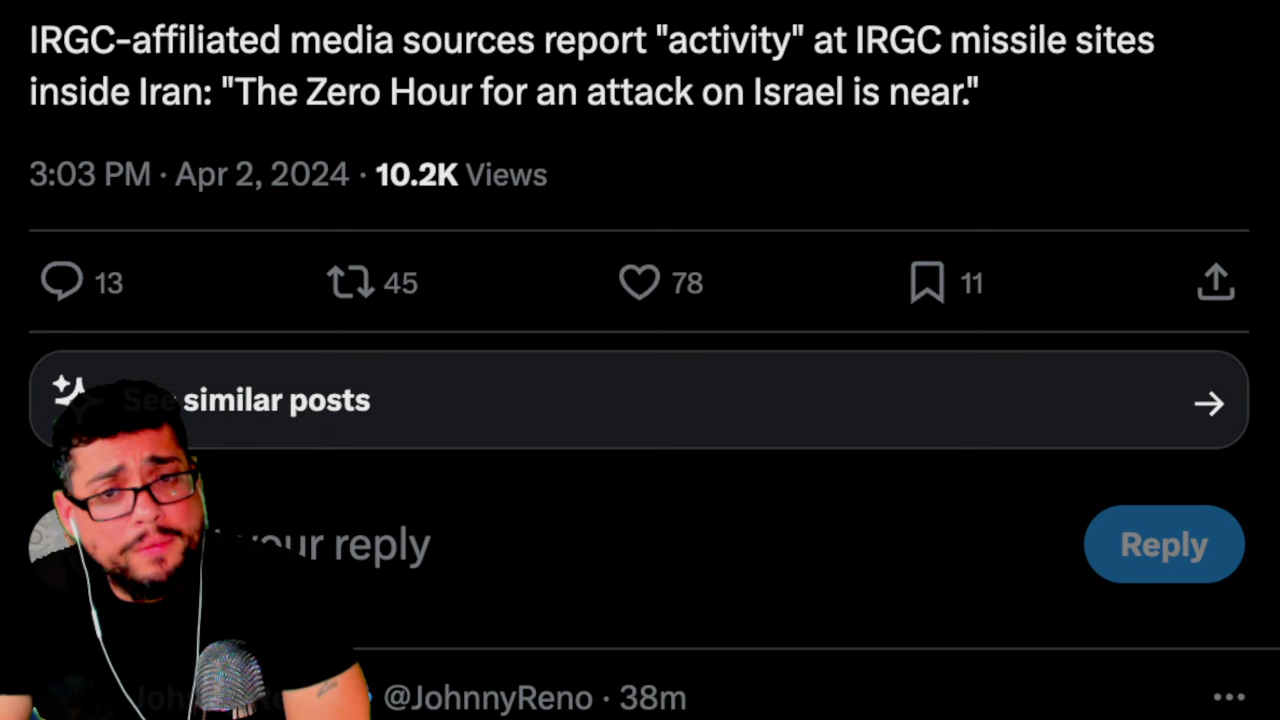 IRGC-affiliated media sources report "activity" at IRGC missile sites
inside Iran: "The Zero Hour for an attack on Israel is near."
3:03 PM · Apr 2, 2024 · 10.2K Views
13 45 78 11
See similar posts
your reply
Reply
@JohnnyReno · 38m